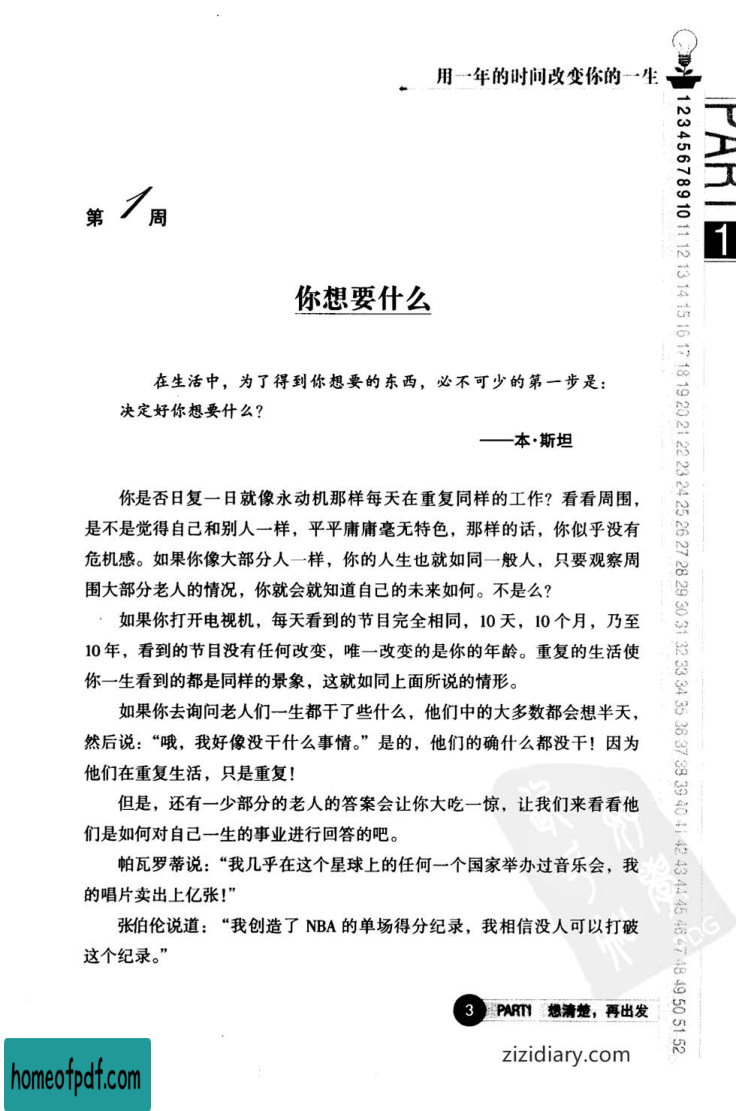 用一年的时间改变你的一生
PART
1
1 2 3 4 5 6 7 8 9 10 11 12 13 14 15 16 17 18 19 20 21 22 23 24 25 26 27 28 29 30 31 32 33 34 35 36 37 38 39 40 41 42 43 44 45 46 47 48 49 50 51 52
第1周
你想要什么
在生活中，为了得到你想要的东西，必不可少的第一步是：
决定好你想要什么？
——本·斯坦
你是否日复一日就像永动机那样每天在重复同样的工作？看看周围，
是不是觉得自己和别人一样，平平庸庸毫无特色，那样的话，你似乎没有
危机感。如果你像大部分人一样，你的人生也就如同一般人，只要观察周
围大部分老人的情况，你就会就知道自己的未来如何。不是么？
如果你打开电视机，每天看到的节目完全相同，10 天，10 个月，乃至
10 年，看到的节目没有任何改变，唯一改变的是你的年龄。重复的生活使
你一生看到的都是同样的景象，这就如同上面所说的情形。
如果你去询问老人们一生都干了些什么，他们中的大多数都会想半天，
然后说：“哦，我好像没干什么事情。”是的，他们的确什么都没干！因为
他们在重复生活，只是重复！
但是，还有一少部分的老人的答案会让你大吃一惊，让我们来看看他
们是如何对自己一生的事业进行回答的吧。
帕瓦罗蒂说：“我几乎在这个星球上的任何一个国家举办过音乐会，我
的唱片卖出上亿张！”
张伯伦说道：“我创造了 NBA 的单场得分纪录，我相信没人可以打破
这个纪录。”
3 PART1 想清楚，再出发
zizidiary.com
homeofpdf.com